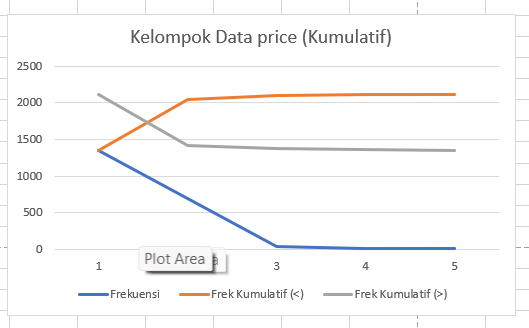 Kelompok Data price (Kumulatif)
2500
2000
1500
1000
500
0
1 3 4 5
Plot Area
Frekuensi Frek Kumulatif (<) Frek Kumulatif (>)